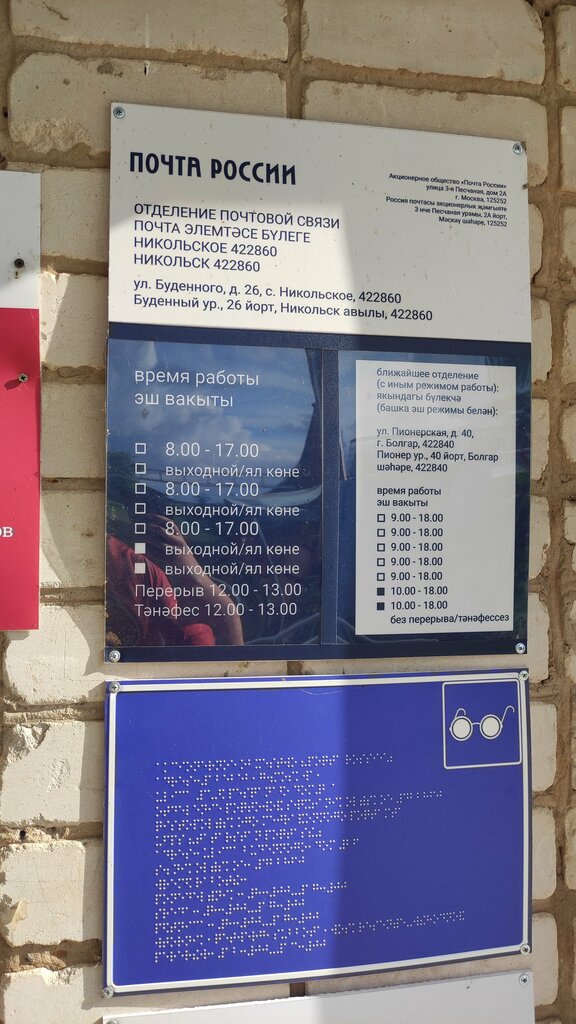 ПОЧТА РОССИИ
Акционерное общество «Почта России»
улица 3-я Песчаная, дом 2А
г. Москва, 125252
Россия почтасы акционерлык җәмгыяте
3 нче Песчаная урамы, 2А йорт,
Мәскәү шәһәре, 125252
ОТДЕЛЕНИЕ ПОЧТОВОЙ СВЯЗИ
ПОЧТА ЭЛЕМТӘСЕ БҮЛЕГЕ
НИКОЛЬСКОЕ 422860
НИКОЛЬСК 422860
ул. Буденного, д. 26, с. Никольское, 422860
Буденный ур., 26 йорт, Никольск авылы, 422860
время работы
эш вакыты
8.00 - 17.00
выходной/ял көне
8.00 - 17.00
выходной/ял көне
8.00 - 17.00
выходной/ял көне
выходной/ял көне
Перерыв 12.00 - 13.00
Тәнәфес 12.00 - 13.00
ближайшее отделение
(с иным режимом работы):
якындагы бүлекчә
(башка эш режимы белән):
ул. Пионерская, д. 40,
г. Болгар, 422840
Пионер ур., 40 йорт, Болгар
шәһәре, 422840
время работы
эш вакыты
9.00 - 18.00
9.00 - 18.00
9.00 - 18.00
9.00 - 18.00
9.00 - 18.00
10.00 - 18.00
10.00 - 18.00
без перерыва/тәнәфессез
ов